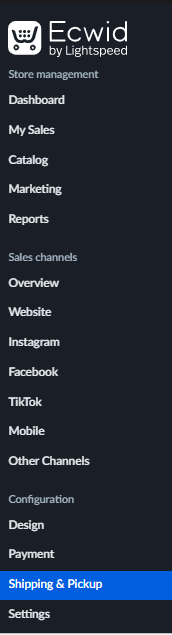 Ecwid
by Lightspeed
Store management
Dashboard
My Sales
Catalog
Marketing
Reports
Sales channels
Overview
Website
Instagram
Facebook
TikTok
Mobile
Other Channels
Configuration
Design
Payment
Shipping & Pickup
Settings